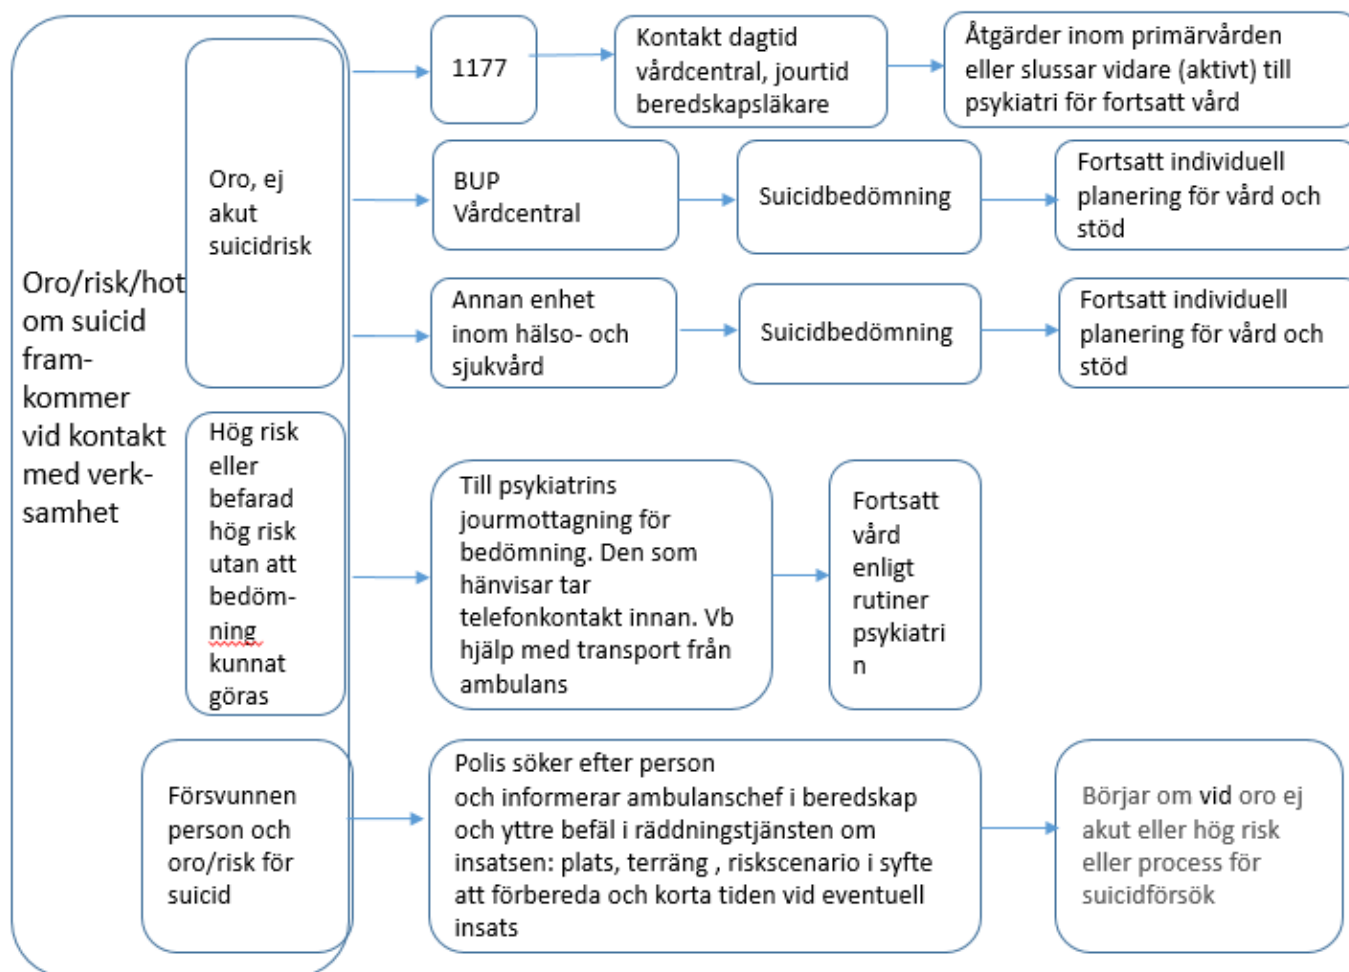 Oro/risk/hot
om suicid
fram-
kommer
vid kontakt
med verk-
samhet
Oro, ej
akut
suicidrisk
1177
Kontakt dagtid
vårdcentral, jourtid
beredskapsläkare
Åtgärder inom primärvården
eller slussar vidare (aktivt) till
psykiatri för fortsatt vård
BUP
Vårdcentral
Suicidbedömning
Fortsatt individuell
planering för vård och
stöd
Annan enhet
inom hälso- och
sjukvård
Suicidbedömning
Fortsatt individuell
planering för vård och
stöd
Hög risk
eller
befarad
hög risk
utan att
bedöm-
ning
kunnat
göras
Till psykiatrins
jourmottagning för
bedömning. Den som
hänvisar tar
telefonkontakt innan. Vb
hjälp med transport från
ambulans
Fortsatt
vård
enligt
rutiner
psykiatri
n
Försvunnen
person och
oro/risk för
suicid
Polis söker efter person
och informerar ambulanschef i beredskap
och yttre befäl i räddningstjänsten om
insatsen: plats, terräng , riskscenario i syfte
att förbereda och korta tiden vid eventuell
insats
Börjar om vid oro ej
akut eller hög risk
eller process för
suicidförsök